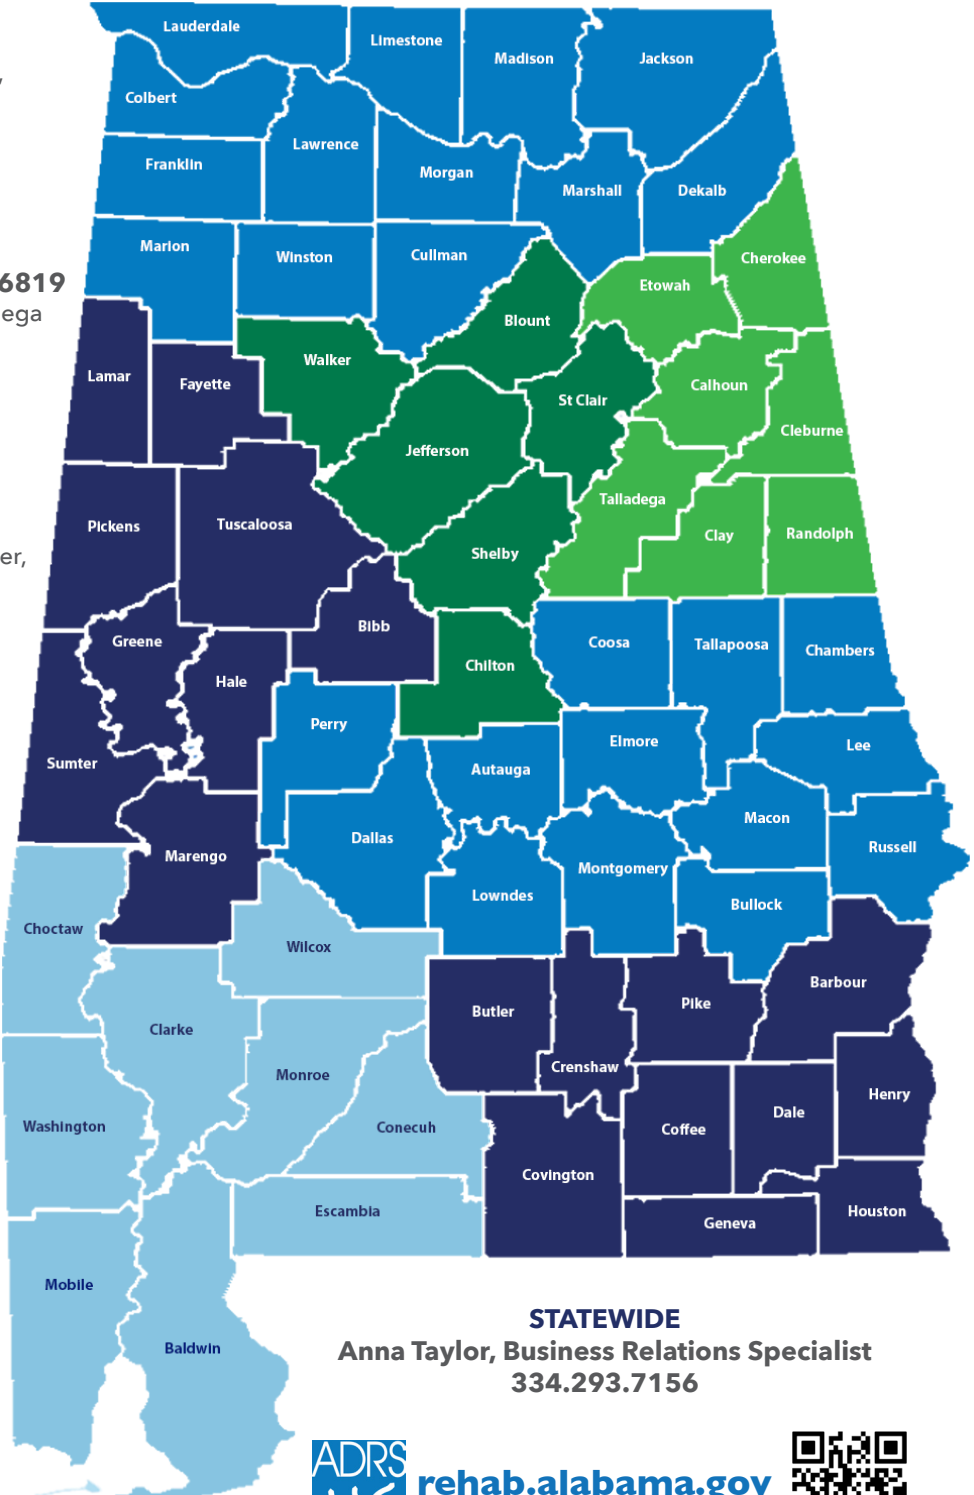 Lauderdale
Limestone
Madison
Jackson
Colbert
Lawrence
Franklin
Morgan
Marshall
Dekalb
Marion
Winston
Cullman
Cherokee
6819
ega
Etowah
Blount
Walker
Lamar
Fayette
St Clair
Calhoun
Cleburne
Jefferson
Talladega
Pickens
Tuscaloosa
Clay
Randolph
er,
Shelby
Bibb
Greene
Coosa
Tallapoosa
Chambers
Hale
Chilton
Perry
Elmore
Lee
Sumter
Autauga
Macon
Dallas
Russell
Marengo
Montgomery
Lowndes
Bullock
Choctaw
Wilcox
Barbour
Butler
Pike
Clarke
Crenshaw
Monroe
Henry
Dale
Washington
Conecuh
Coffee
Covington
Escambia
Geneva
Houston
Mobile
Baldwin
STATEWIDE
Anna Taylor, Business Relations Specialist
334.293.7156
ADRS
rehab.alabama.gov